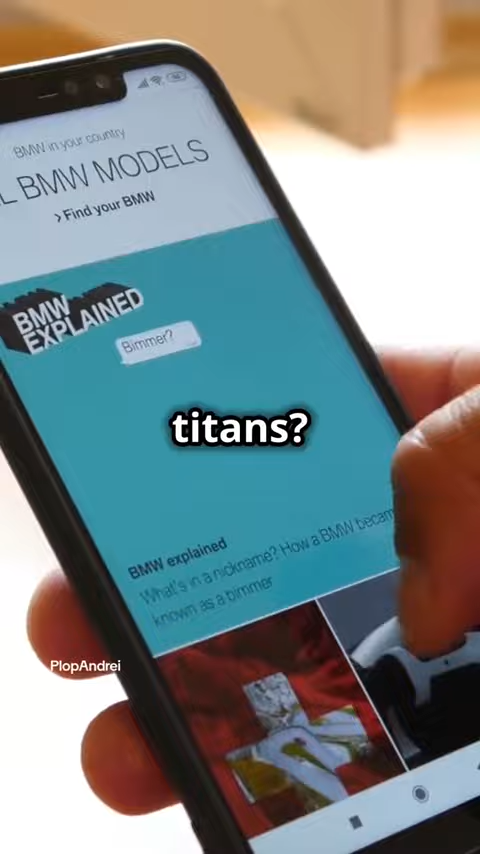 BMW in your country
L BMW MODELS
› Find your BMW
BMW
EXPLAINED
Bimmer?
titans?
BMW explained
What's in a nickname? How a BMW becam
known as a bimmer
PlopAndrei